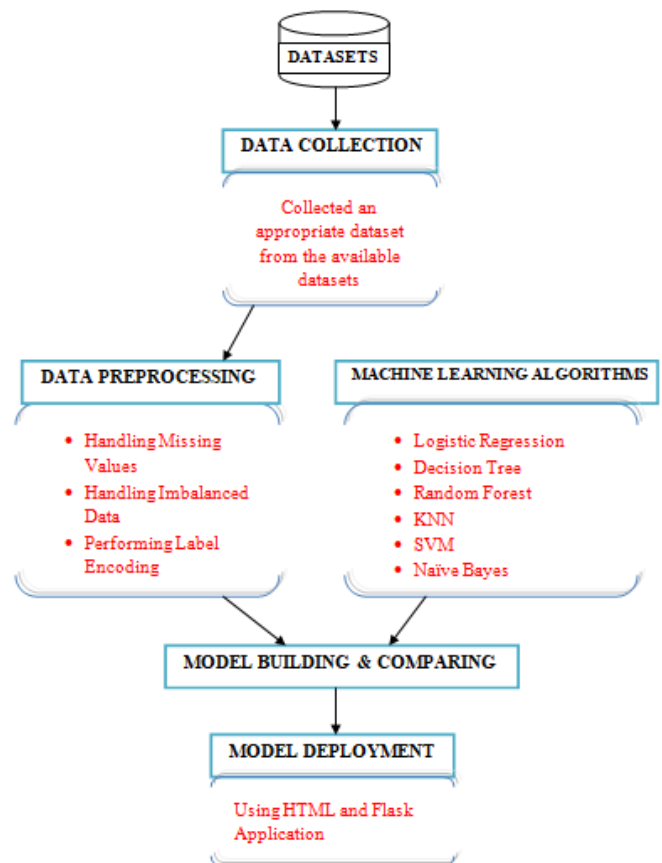 DATASETS
DATA COLLECTION
Collected an
appropriate dataset
from the available
datasets
DATA PREPROCESSING
• Handling Missing
Values
• Handling Imbalanced
Data
• Performing Label
Encoding
MACHINE LEARNING ALGORITHMS
• Logistic Regression
• Decision Tree
• Random Forest
• KNN
• SVM
• Naïve Bayes
MODEL BUILDING & COMPARING
MODEL DEPLOYMENT
Using HTML and Flask
Application